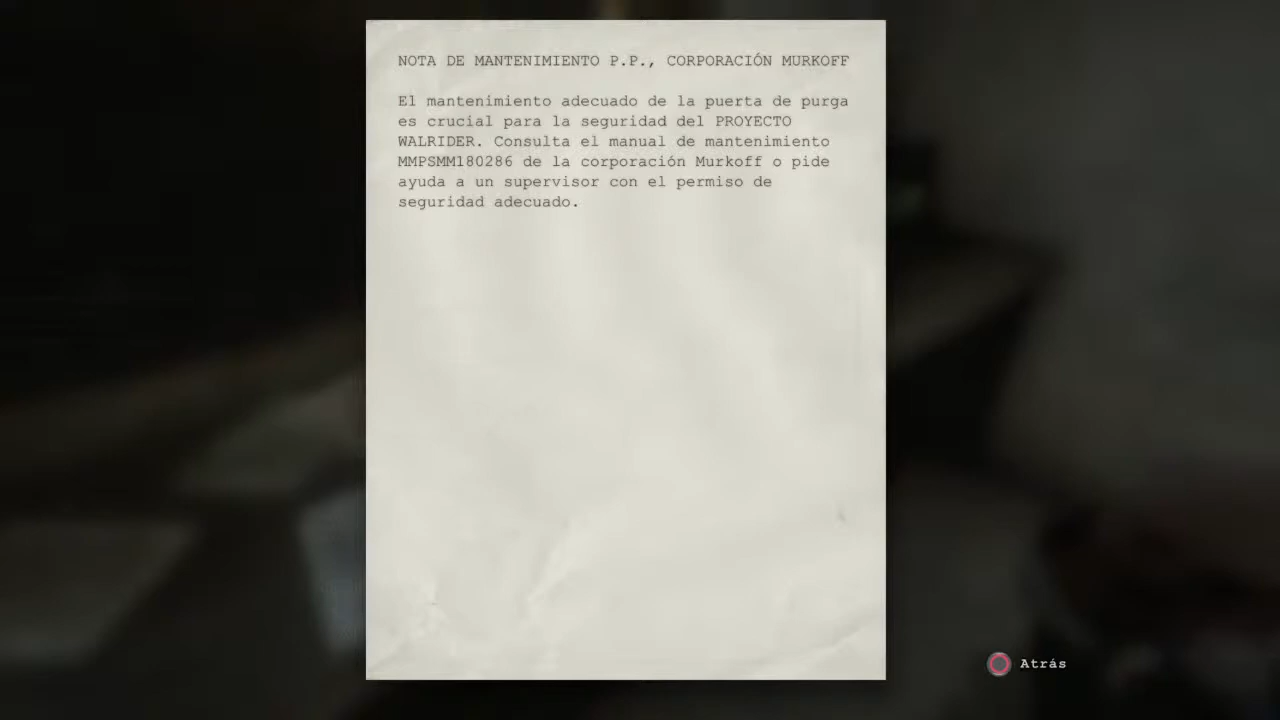 NOTA DE MANTENIMIENTO P.P., CORPORACIÓN MURKOFF
El mantenimiento adecuado de la puerta de purga
es crucial para la seguridad del PROYECTO
WALRIDER. Consulta el manual de mantenimiento
MMPSMM180286 de la corporación Murkoff o pide
ayuda a un supervisor con el permiso de
seguridad adecuado.
Atrás